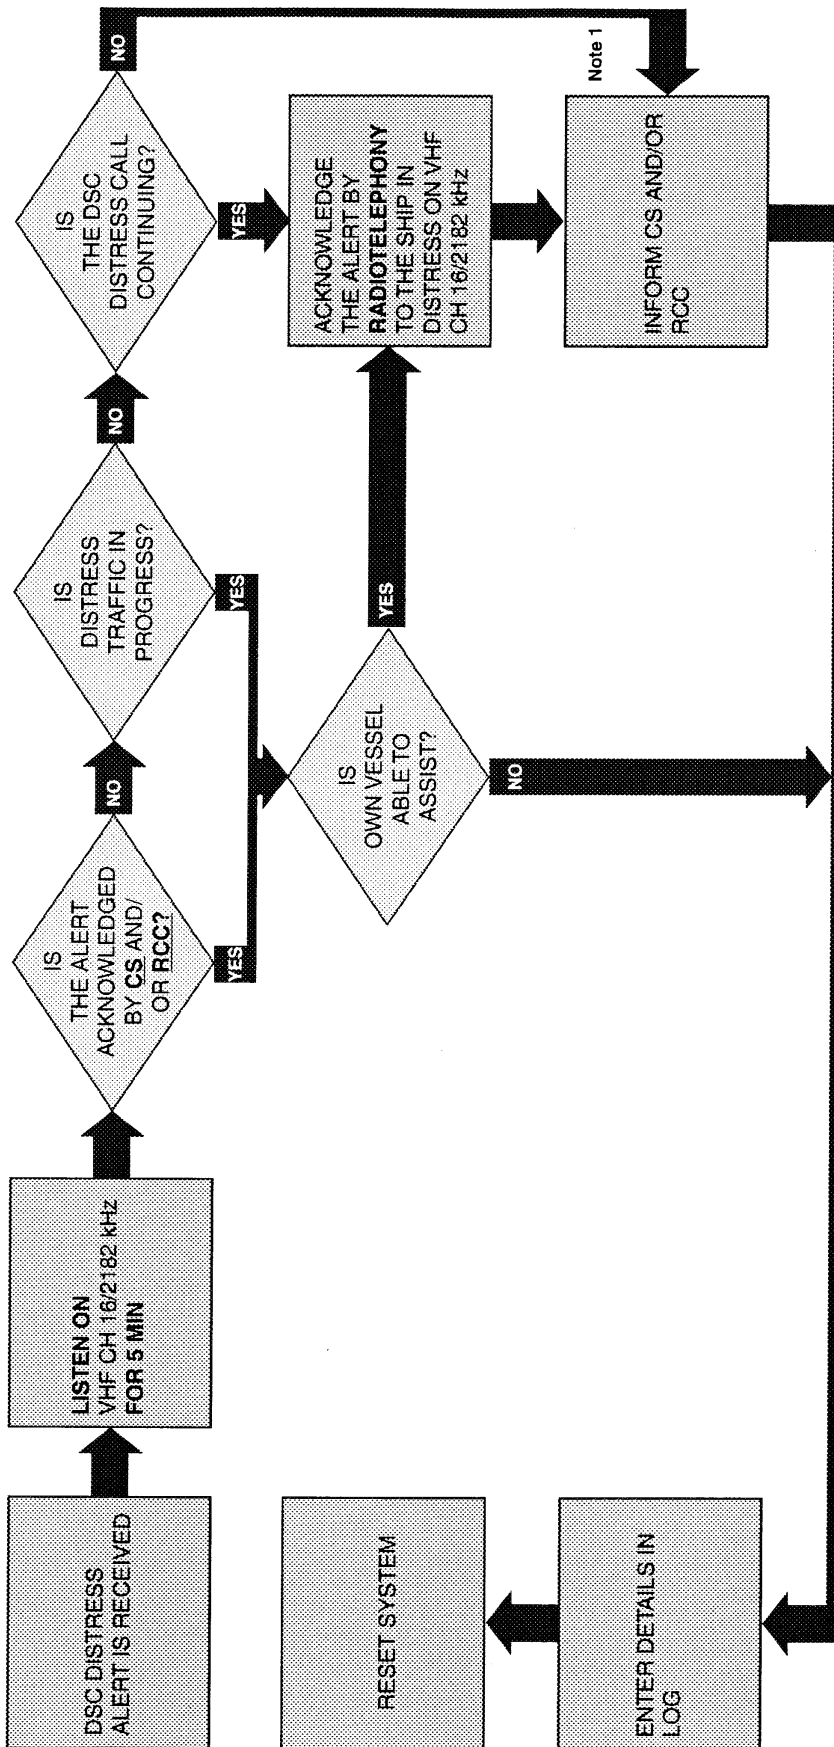 DSC DISTRESS
ALERT IS RECEIVED
LISTEN ON
VHF CH 16/2182 kHz
FOR 5 MIN
IS
THE ALERT
ACKNOWLEDGED
BY CS AND/
OR RCC?
NO
YES
IS
DISTRESS
TRAFFIC IN
PROGRESS?
NO
YES
IS
THE DSC
DISTRESS CALL
CONTINUING?
NO
YES
IS
OWN VESSEL
ABLE TO
ASSIST?
YES
NO
ACKNOWLEDGE
THE ALERT BY
RADIOTELEPHONY
TO THE SHIP IN
DISTRESS ON VHF
CH 16/2182 kHz
Note 1
INFORM CS AND/OR
RCC
ENTER DETAILS IN
LOG
RESET SYSTEM